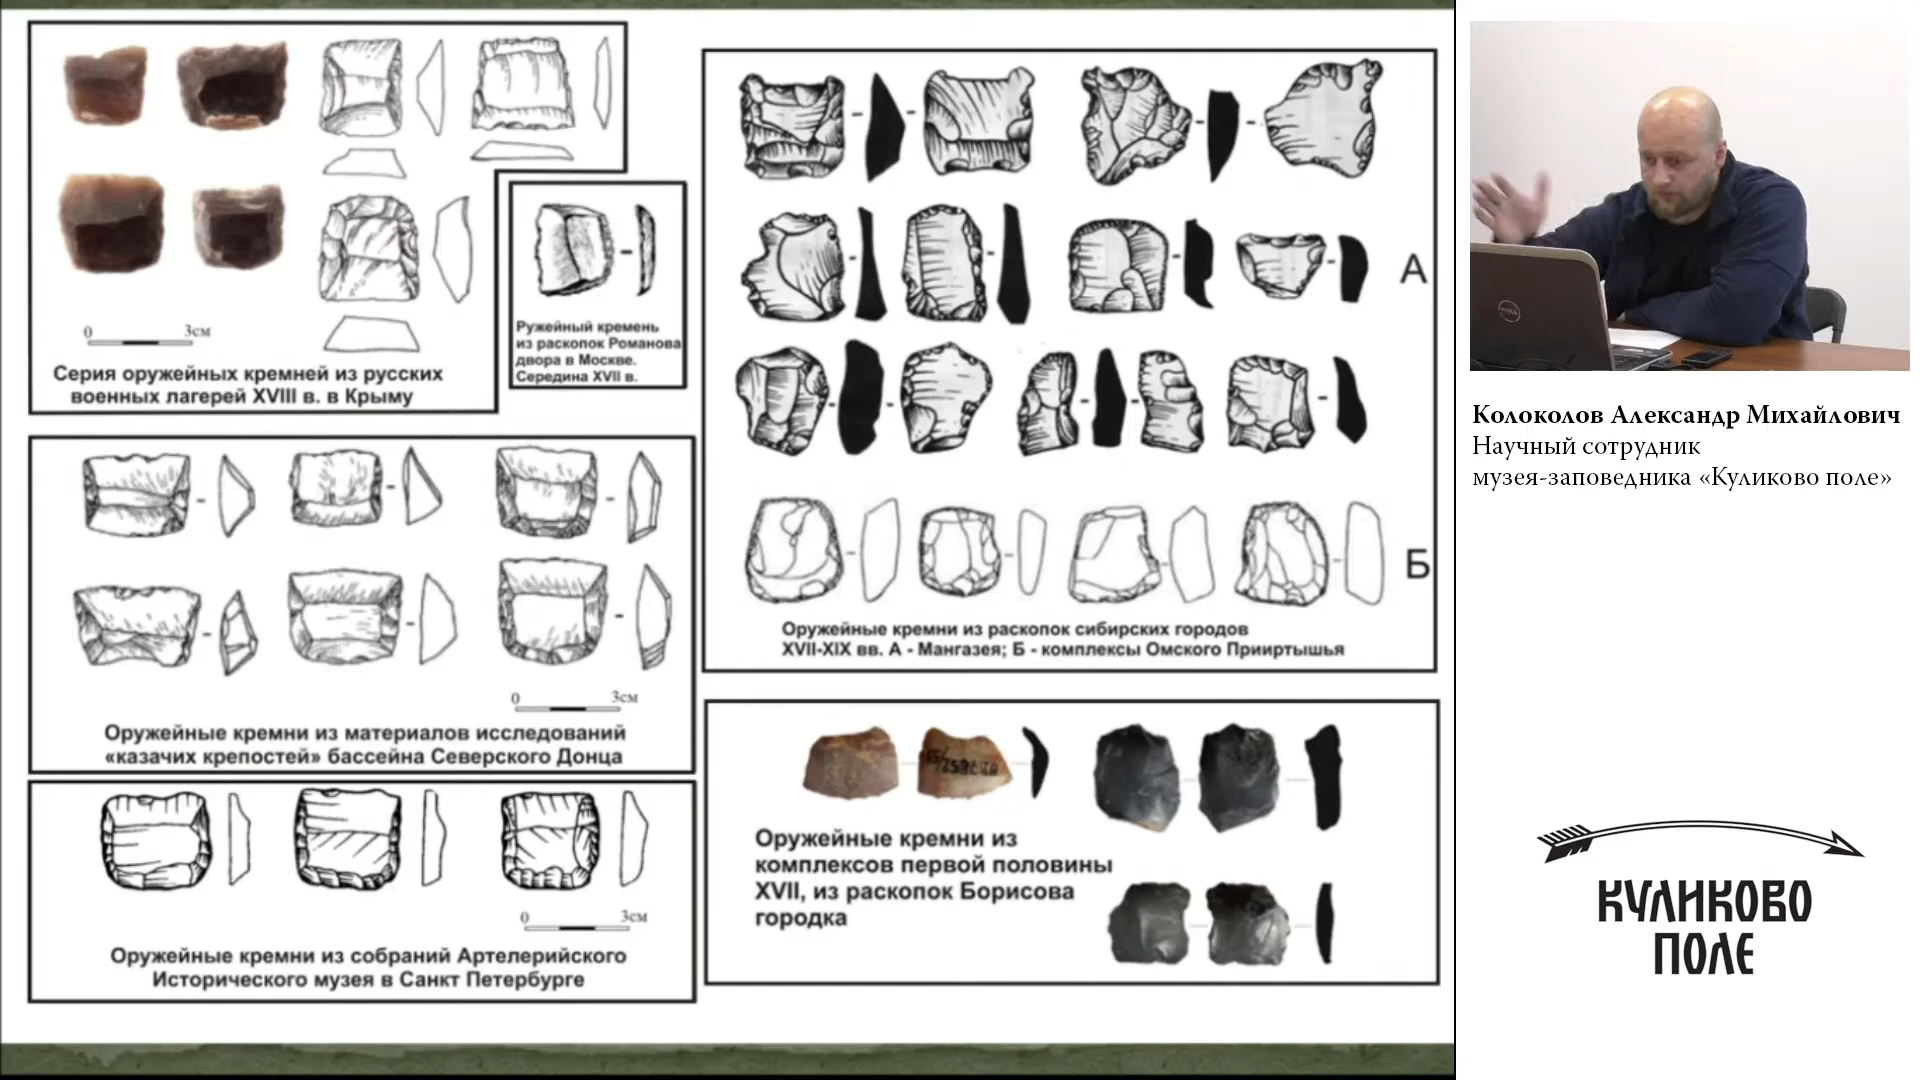 0 3см
Серия оружейных кремней из русских
военных лагерей XVIII в. в Крыму
Ружейный кремень
из раскопок Романова
двора в Москве.
Середина XVII в.
0 3см
Оружейные кремни из материалов исследований
«казачих крепостей» бассейна Северского Донца
0 3см
Оружейные кремни из собраний Артелерийского
Исторического музея в Санкт Петербурге
А
Б
Оружейные кремни из раскопок сибирских городов
XVII-XIX вв. А - Мангазея; Б - комплексы Омского Прииртышья
Оружейные кремни из
комплексов первой половины
XVII, из раскопок Борисова
городка
Колоколов Александр Михайлович
Научный сотрудник
музея-заповедника «Куликово поле»
КУЛИКОВО
ПОЛЕ